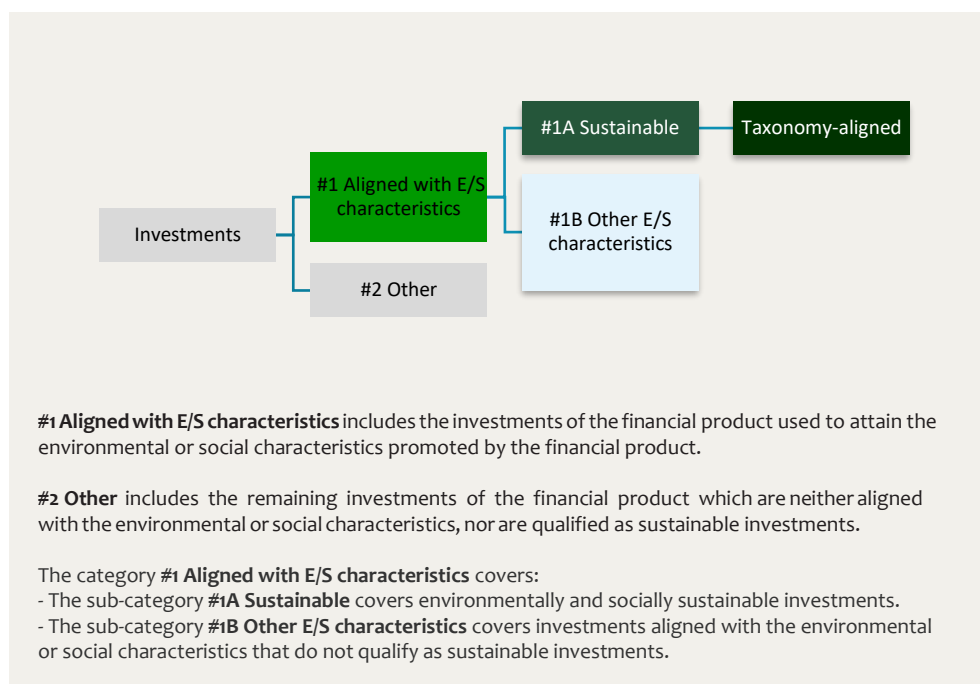 #1A Sustainable
Taxonomy-aligned
#1 Aligned with E/S
characteristics
#1B Other E/S
characteristics
Investments
#2 Other
#1 Aligned with E/S characteristics includes the investments of the financial product used to attain the
environmental or social characteristics promoted by the financial product.
#2 Other includes the remaining investments of the financial product which are neither aligned
with the environmental or social characteristics, nor are qualified as sustainable investments.
The category #1 Aligned with E/S characteristics covers:
- The sub-category #1A Sustainable covers environmentally and socially sustainable investments.
- The sub-category #1B Other E/S characteristics covers investments aligned with the environmental
or social characteristics that do not qualify as sustainable investments.